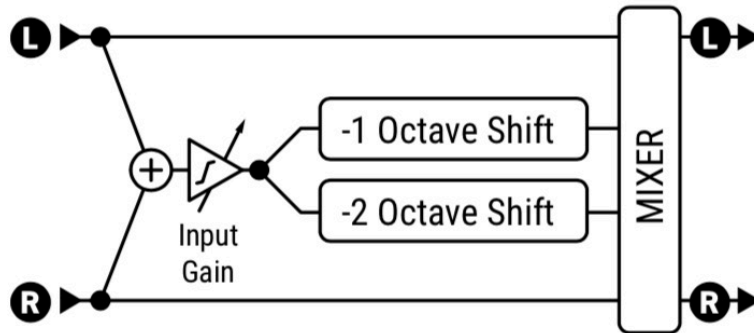 L
L
-1 Octave Shift
-2 Octave Shift
Input
Gain
MIXER
R
R